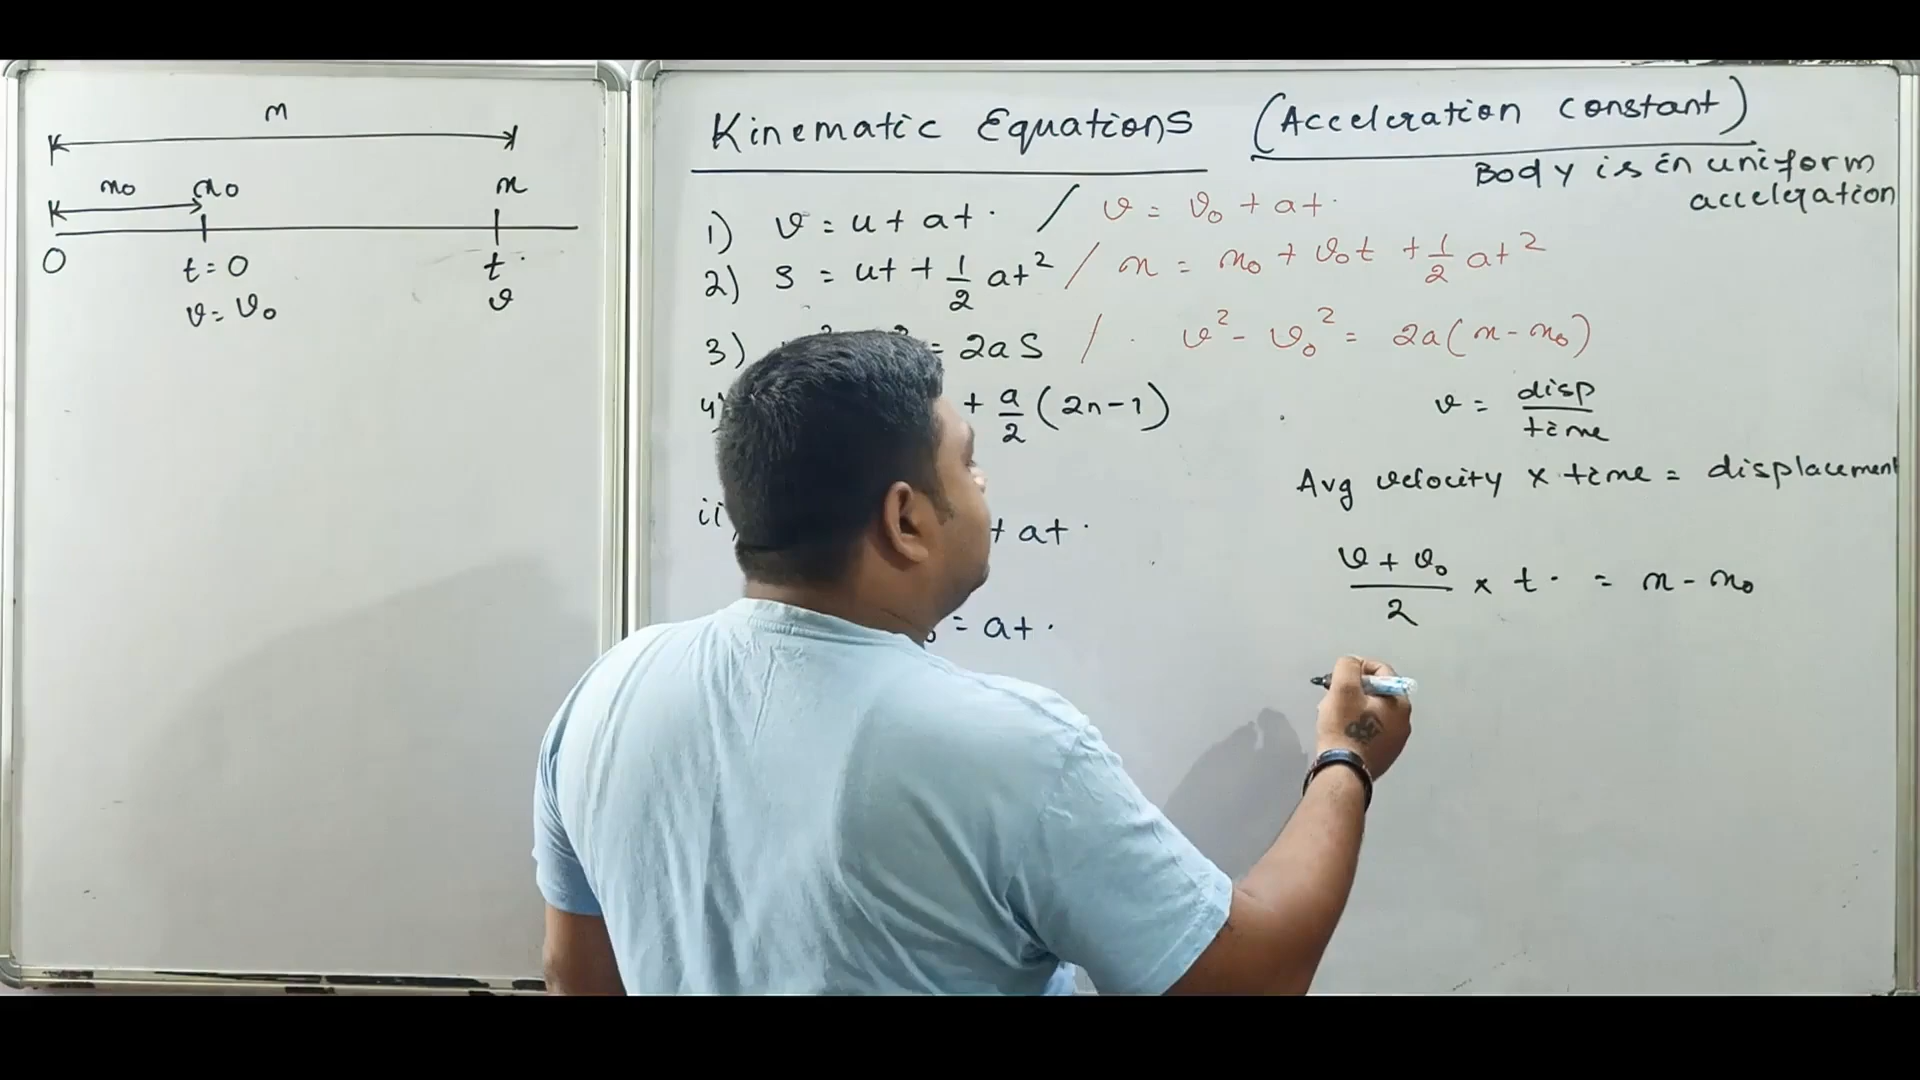 x
x₀ x₀ x
O t=0 t
v=v₀ v
Kinematic Equations (Acceleration constant)
Body is in uniform
acceleration
1) v = u + at. / v = v₀ + at.
2) S = ut + 1/2 at² / x = x₀ + v₀t + 1/2 at²
3) = 2aS / v² - v₀² = 2a(x - x₀)
4) + a/2 (2n-1)
v = disp/time
Avg velocity × time = displacement
ii) + at.
(v + v₀)/2 × t. = x - x₀
= at.